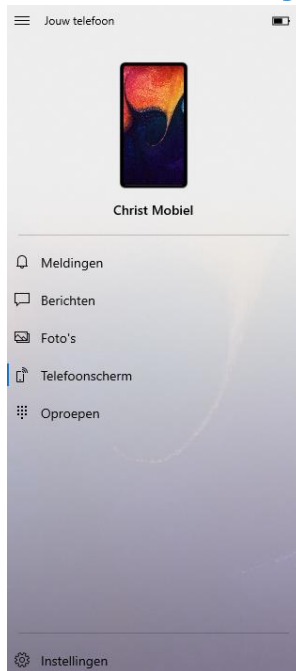 Jouw telefoon
Christ Mobiel
Meldingen
Berichten
Foto's
Telefoonscherm
Oproepen
Instellingen